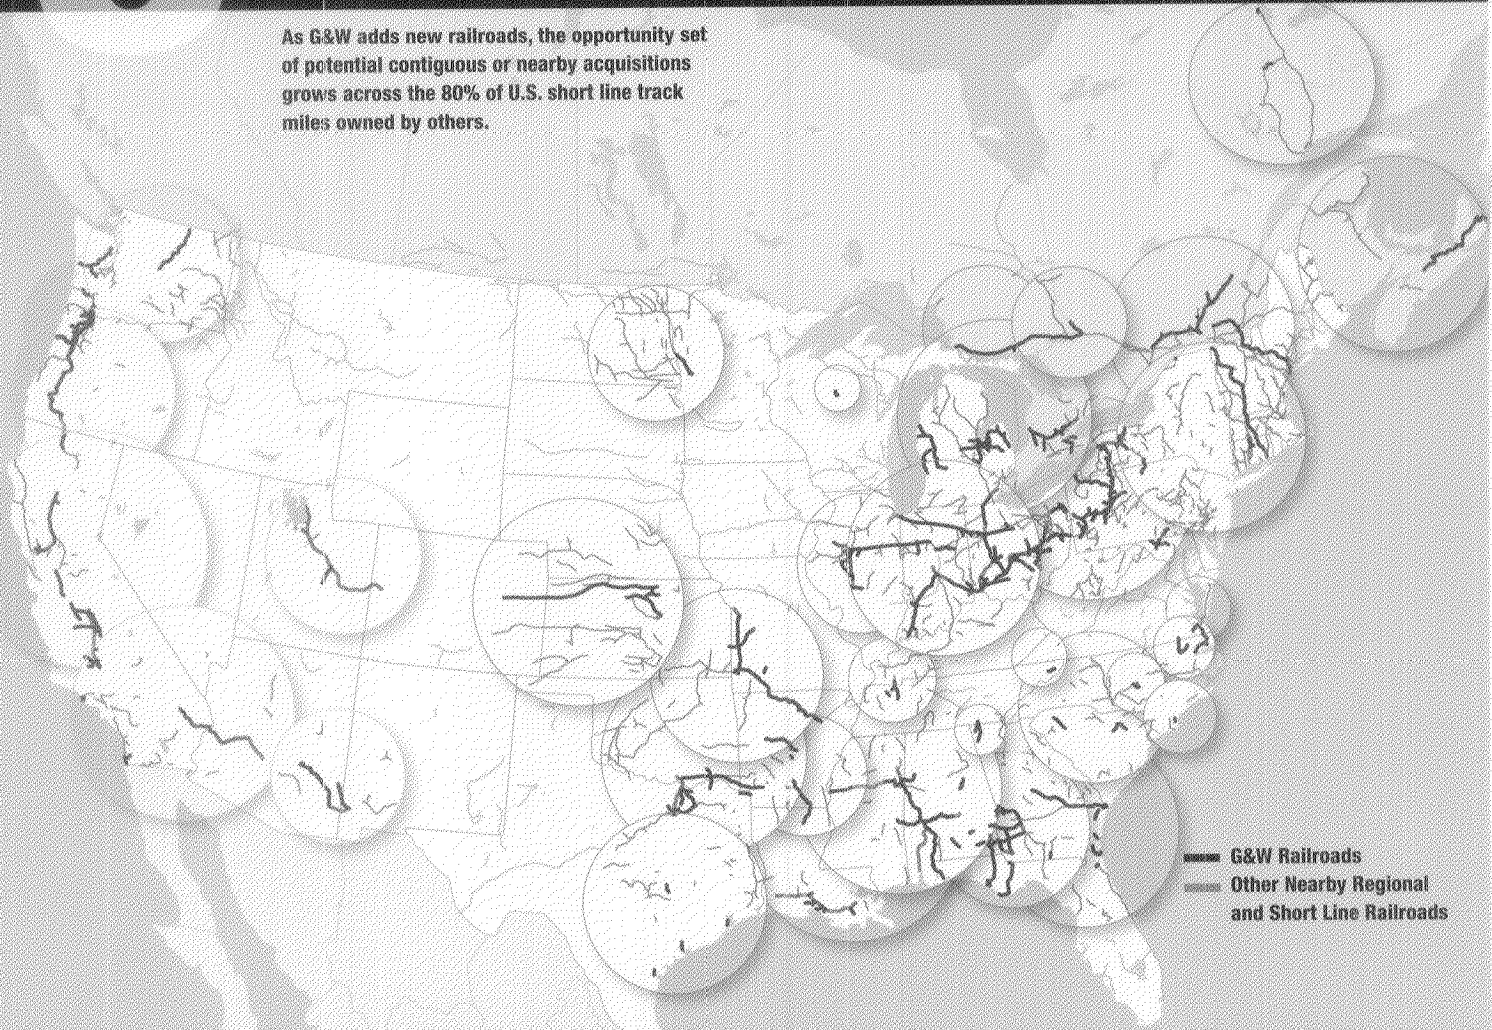 As G&W adds new railroads, the opportunity set
of potential contiguous or nearby acquisitions
grows across the 80% of U.S. short line track
miles owned by others.
G&W Railroads
Other Nearby Regional
and Short Line Railroads